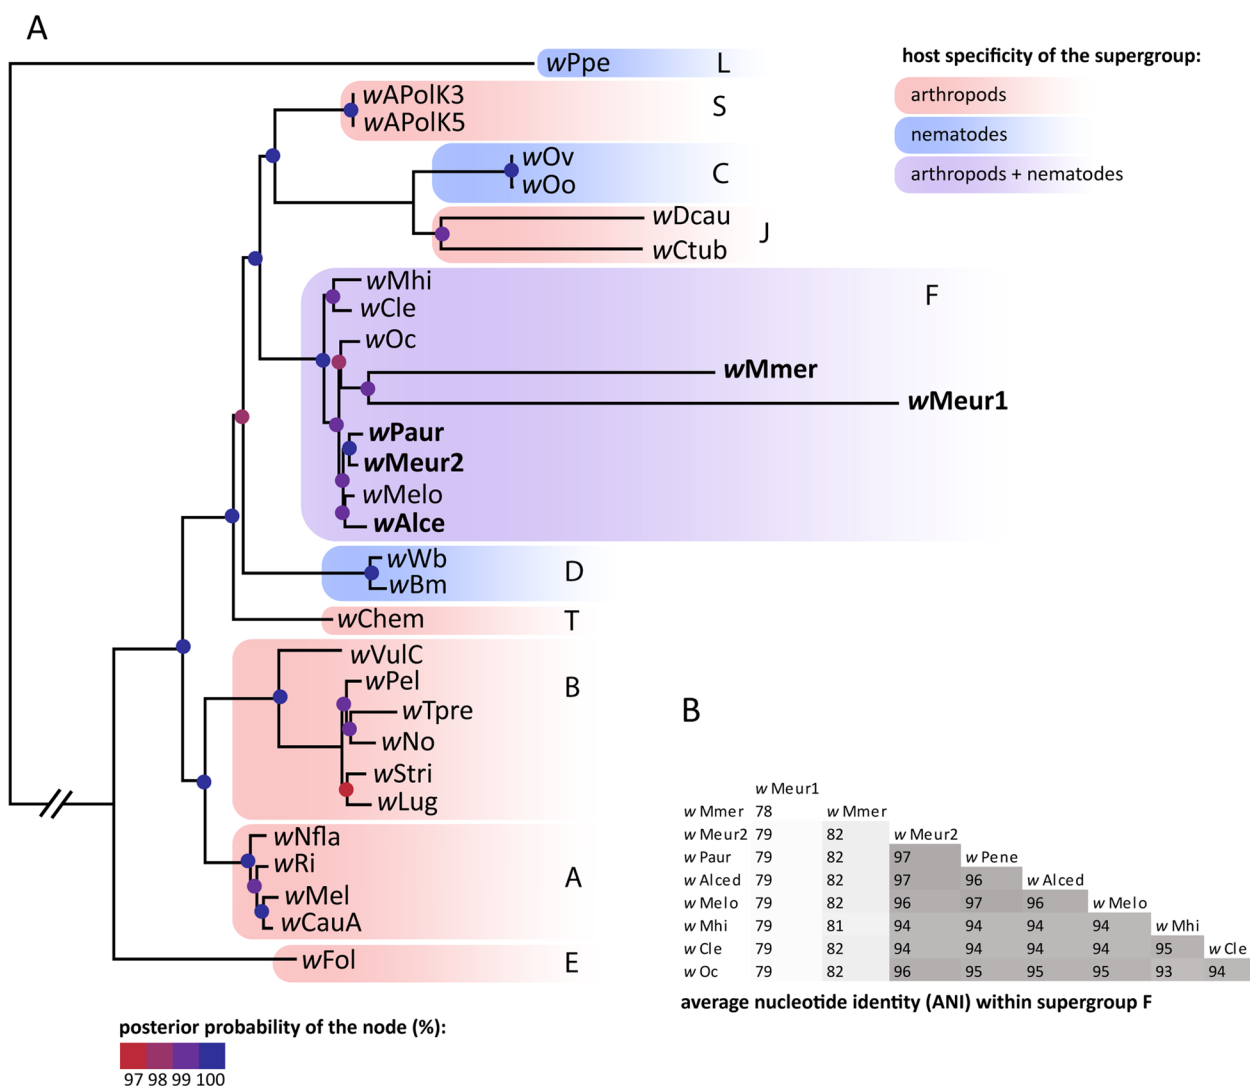 A
wPpe L
wAPolK3
wAPolK5
S
wOv
wOo
C
wDcau
wCtub
J
wMhi
wCle
wOc
wMmer
wMeur1
wPaur
wMeur2
wMelo
wAlce
F
wWb
wBm
D
wChem T
wVulC
wPel
wTpre
wNo
wStri
wLug
B
wNfla
wRi
wMel
wCauA
A
wFol E
host specificity of the supergroup:
arthropods
nematodes
arthropods + nematodes
posterior probability of the node (%):
97 98 99 100
B
w Meur1
w Mmer 78 w Mmer
w Meur2 79 82 w Meur2
w Paur 79 82 97 w Pene
w Alced 79 82 97 96 w Alced
w Melo 79 82 96 97 96 w Melo
w Mhi 79 81 94 94 94 94 w Mhi
w Cle 79 82 94 94 94 94 95 w Cle
w Oc 79 82 96 95 95 95 93 94
average nucleotide identity (ANI) within supergroup F